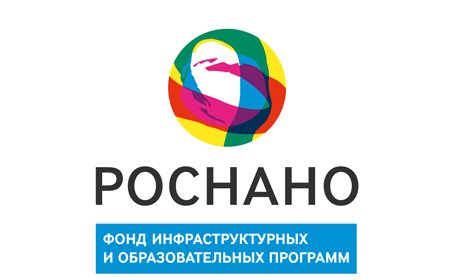 РОСНАНО
ФОНД ИНФРАСТРУКТУРНЫХ
И ОБРАЗОВАТЕЛЬНЫХ ПРОГРАММ